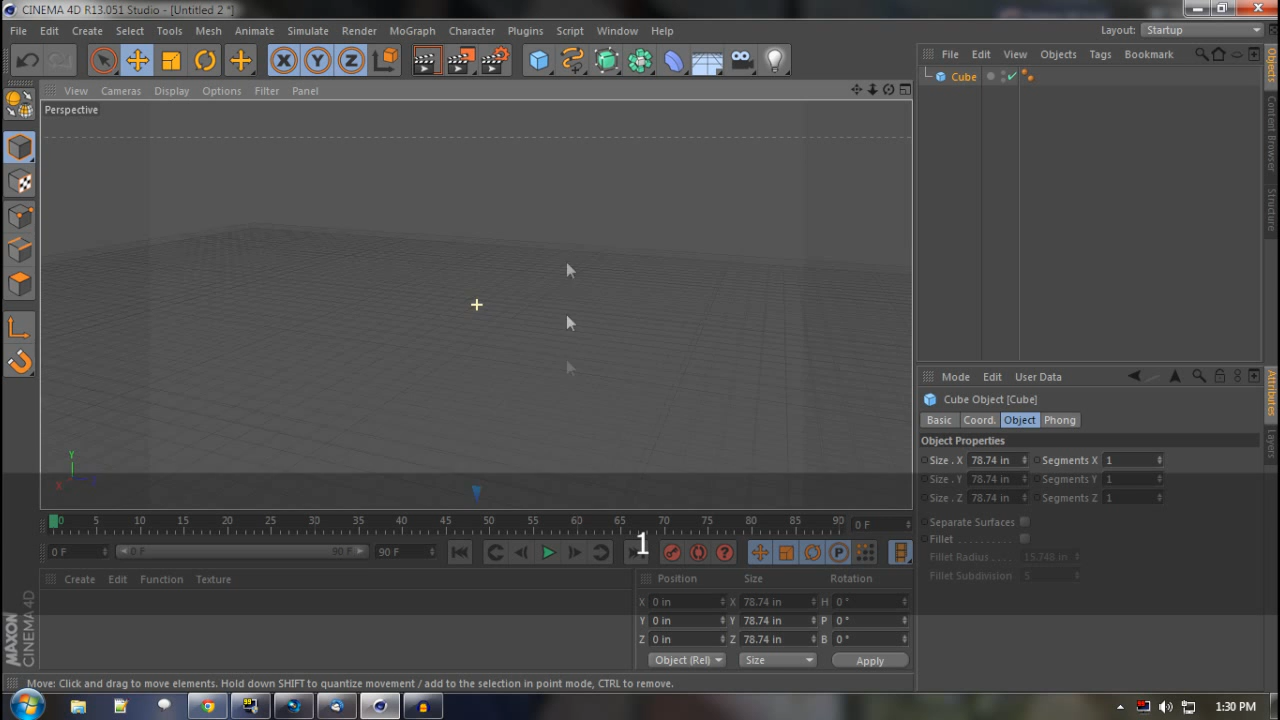 CINEMA 4D R13.051 Studio - [Untitled 2 *]
File Edit Create Select Tools Mesh Animate Simulate Render MoGraph Character Plugins Script Window Help
Layout: Startup
File Edit View Objects Tags Bookmark
Cube
View Cameras Display Options Filter Panel
Perspective
Y
X
Objects
Content Browser
Structure
Mode Edit User Data
Cube Object [Cube]
Basic Coord. Object Phong
Object Properties
Size . X 78.74 in Segments X 1
Size . Y 78.74 in Segments Y 1
Size . Z 78.74 in Segments Z 1
Separate Surfaces
Fillet . . . . . . . . . .
Fillet Radius . . . . 15.748 in
Fillet Subdivision 5
Attributes
Layers
0 5 10 15 20 25 30 35 40 45 50 55 60 65 70 75 80 85 90 0 F
0 F 0 F 90 F 90 F
1
Create Edit Function Texture
Position Size Rotation
X 0 in X 78.74 in H 0 °
Y 0 in Y 78.74 in P 0 °
Z 0 in Z 78.74 in B 0 °
Object (Rel) Size Apply
MAXON
CINEMA 4D
Move: Click and drag to move elements. Hold down SHIFT to quantize movement / add to the selection in point mode, CTRL to remove.
1:30 PM